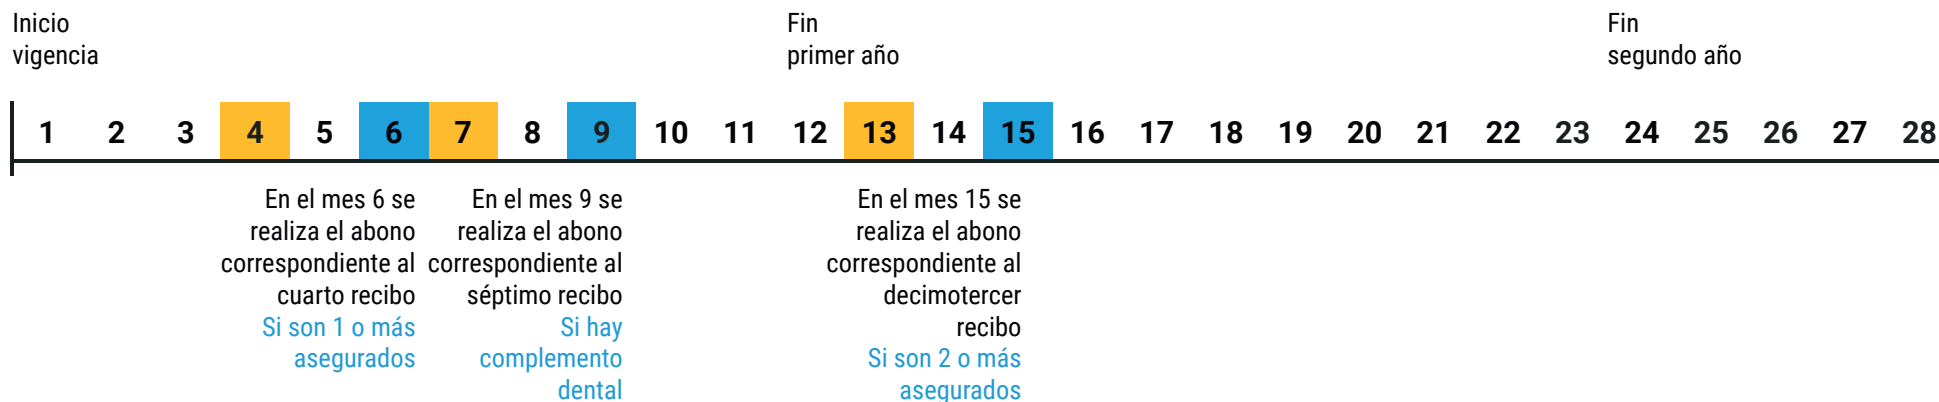 Inicio
vigencia
Fin
primer año
Fin
segundo año
1 2 3 4 5 6 7 8 9 10 11 12 13 14 15 16 17 18 19 20 21 22 23 24 25 26 27 28
En el mes 6 se
realiza el abono
correspondiente al
cuarto recibo
Si son 1 o más
asegurados
En el mes 9 se
realiza el abono
correspondiente al
séptimo recibo
Si hay
complemento
dental
En el mes 15 se
realiza el abono
correspondiente al
decimotercer
recibo
Si son 2 o más
asegurados